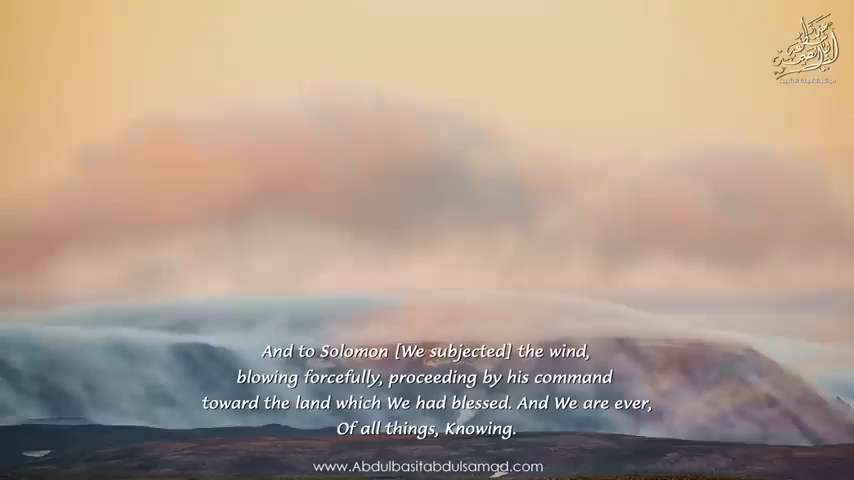 And to Solomon [We subjected] the wind,
blowing forcefully, proceeding by his command
toward the land which We had blessed. And We are ever,
Of all things, Knowing.
www.Abdulbasitabdulsamad.com